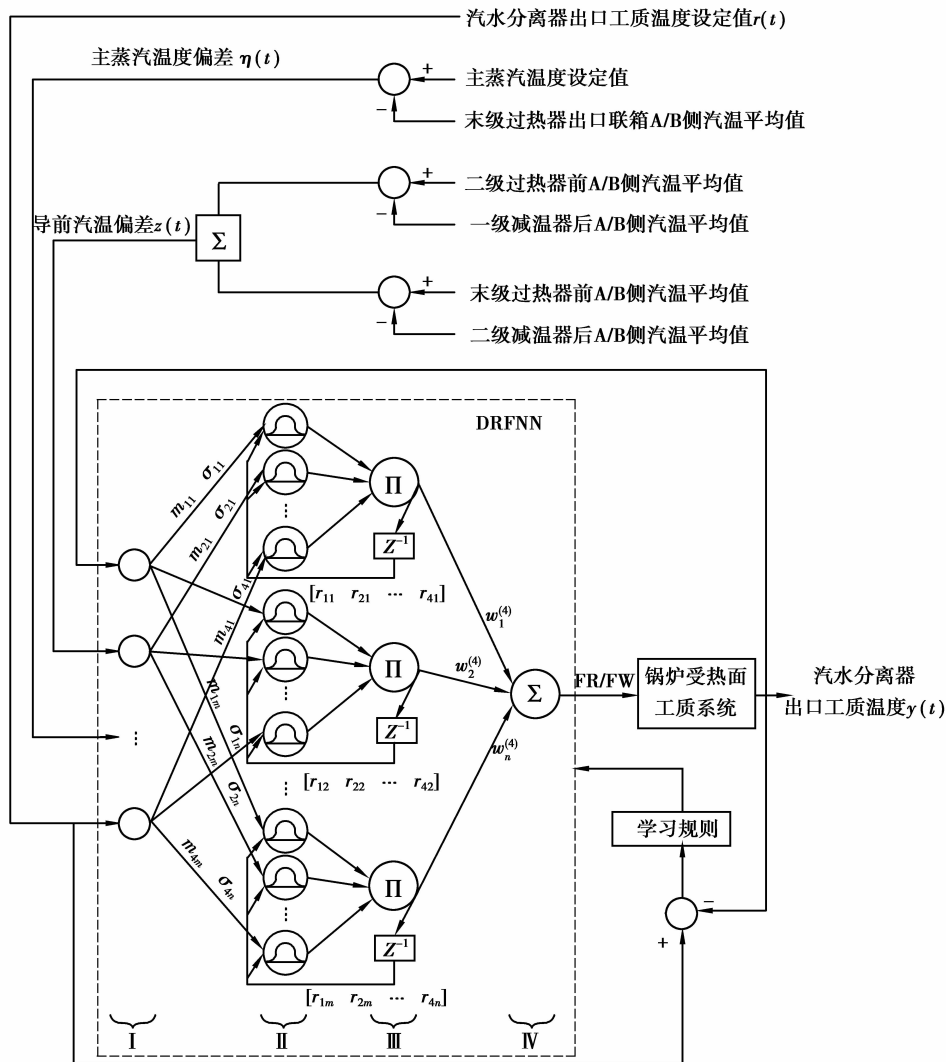 汽水分离器出口工质温度设定值r(t)
主蒸汽温度偏差 η(t)
+
主蒸汽温度设定值
−
末级过热器出口联箱A/B侧汽温平均值
+
二级过热器前A/B侧汽温平均值
−
一级减温器后A/B侧汽温平均值
导前汽温偏差z(t)
Σ
+
末级过热器前A/B侧汽温平均值
−
二级减温器后A/B侧汽温平均值
DRFNN
m11 σ11
m21 σ21
⋮
Π
Z⁻¹
m41 σ41
[r11 r21 ⋯ r41]
w1(4)
⋮
Π
Z⁻¹
w2(4)
Σ
FR/FW
锅炉受热面
工质系统
汽水分离器
出口工质温度y(t)
m1m σ1n
m2m σ2n
⋮
wn(4)
[r12 r22 ⋯ r42]
⋮
学习规则
m4m σ4n
⋮
Π
Z⁻¹
−
+
[r1m r2m ⋯ r4n]
Ⅰ Ⅱ Ⅲ Ⅳ